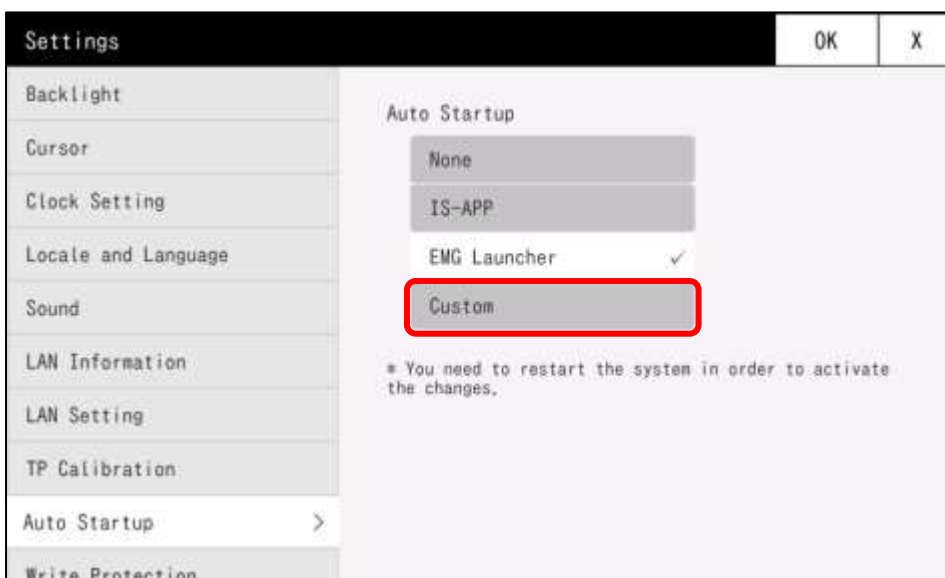 Settings
OK
X
Backlight
Cursor
Clock Setting
Locale and Language
Sound
LAN Information
LAN Setting
TP Calibration
Auto Startup >
Write Protection
Auto Startup
None
IS-APP
EMG Launcher ✓
Custom
* You need to restart the system in order to activate
the changes.